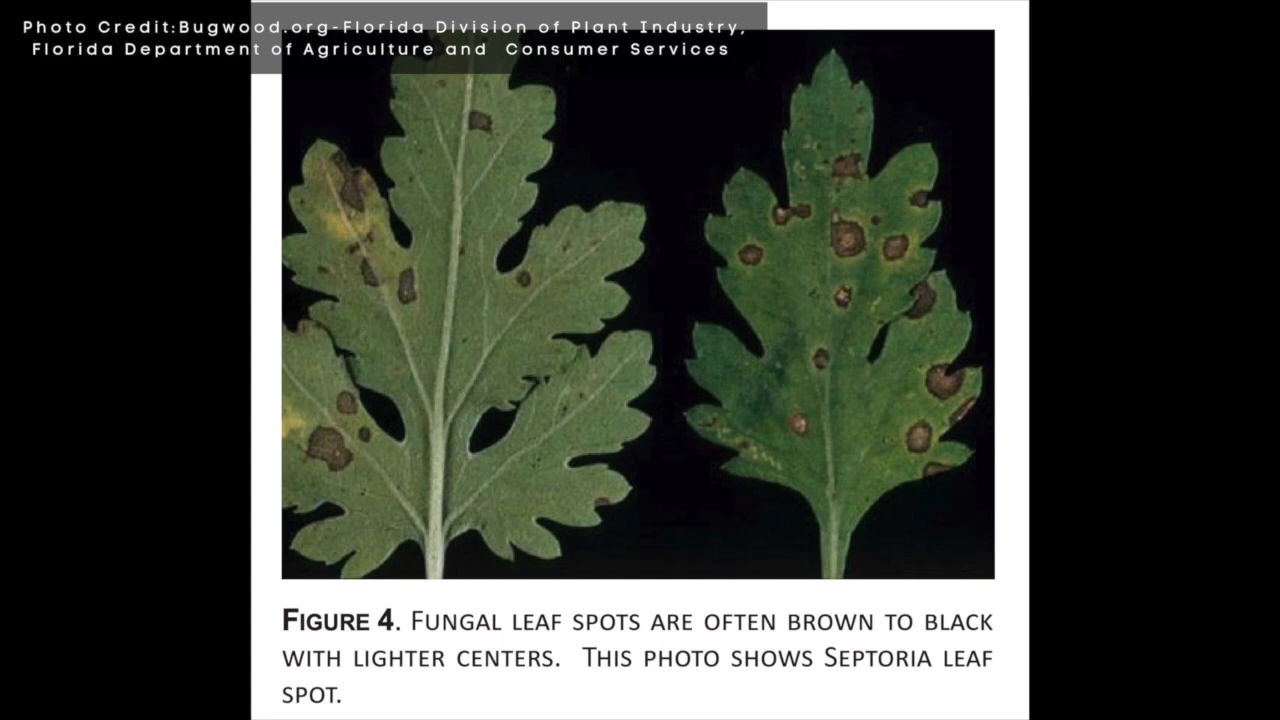 Photo Credit:Bugwood.org-Florida Division of Plant Industry,
Florida Department of Agriculture and Consumer Services
FIGURE 4. FUNGAL LEAF SPOTS ARE OFTEN BROWN TO BLACK
WITH LIGHTER CENTERS. THIS PHOTO SHOWS SEPTORIA LEAF
SPOT.